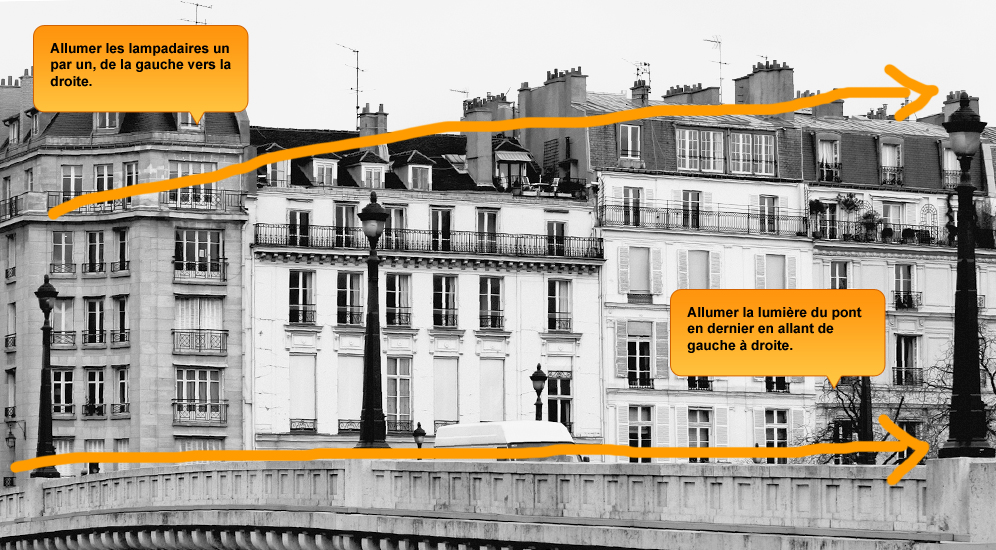 Allumer les lampadaires un
par un, de la gauche vers la
droite.
Allumer la lumière du pont
en dernier en allant de
gauche à droite.